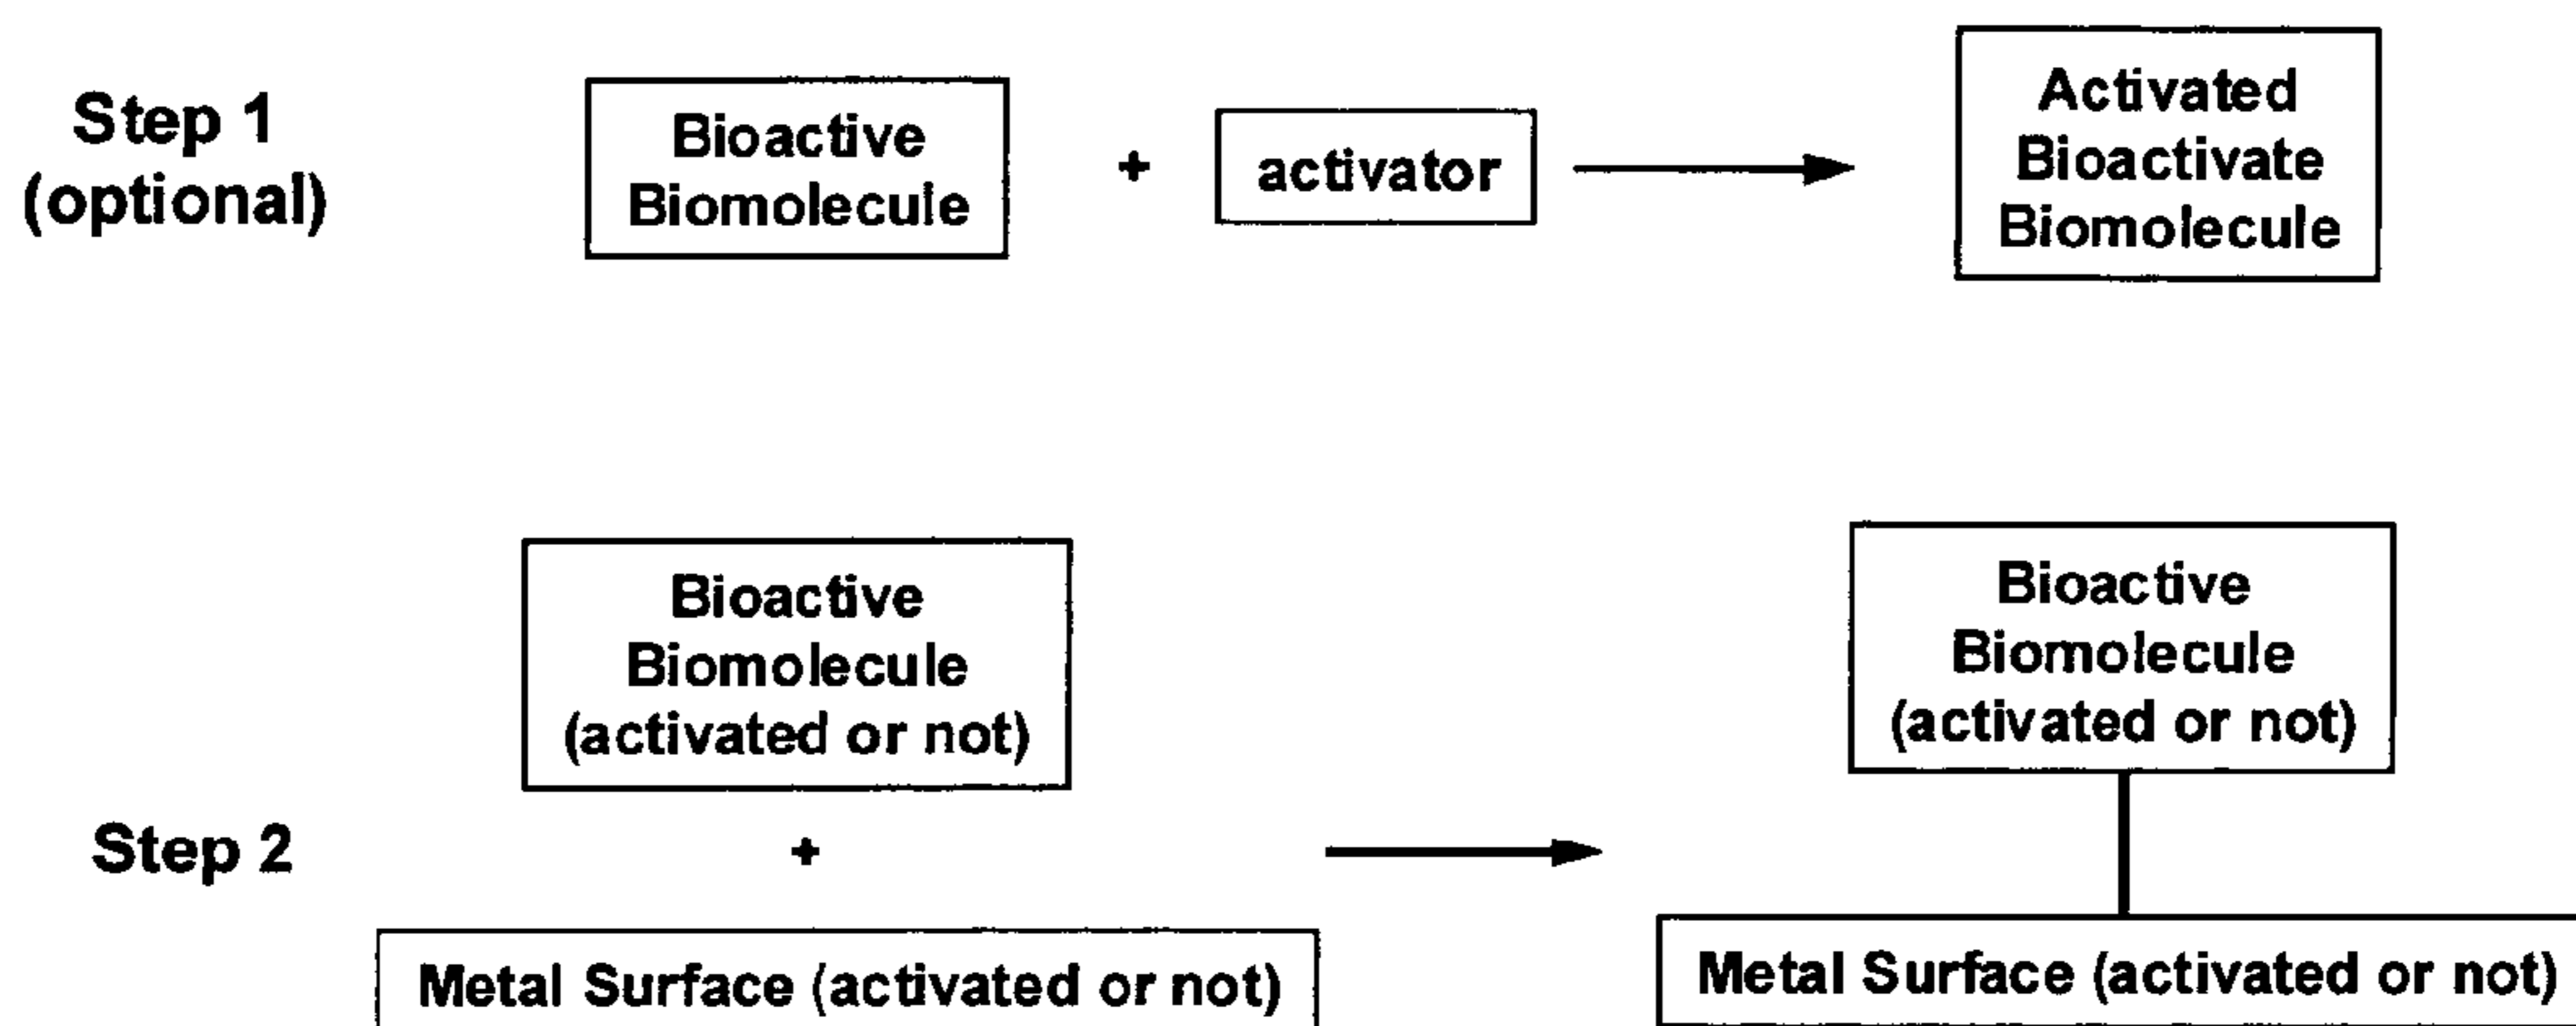 Step 1
(optional)
Bioactive
Biomolecule
+
activator
Activated
Bioactivate
Biomolecule
Step 2
Bioactive
Biomolecule
(activated or not)
+
Metal Surface (activated or not)
Bioactive
Biomolecule
(activated or not)
Metal Surface (activated or not)